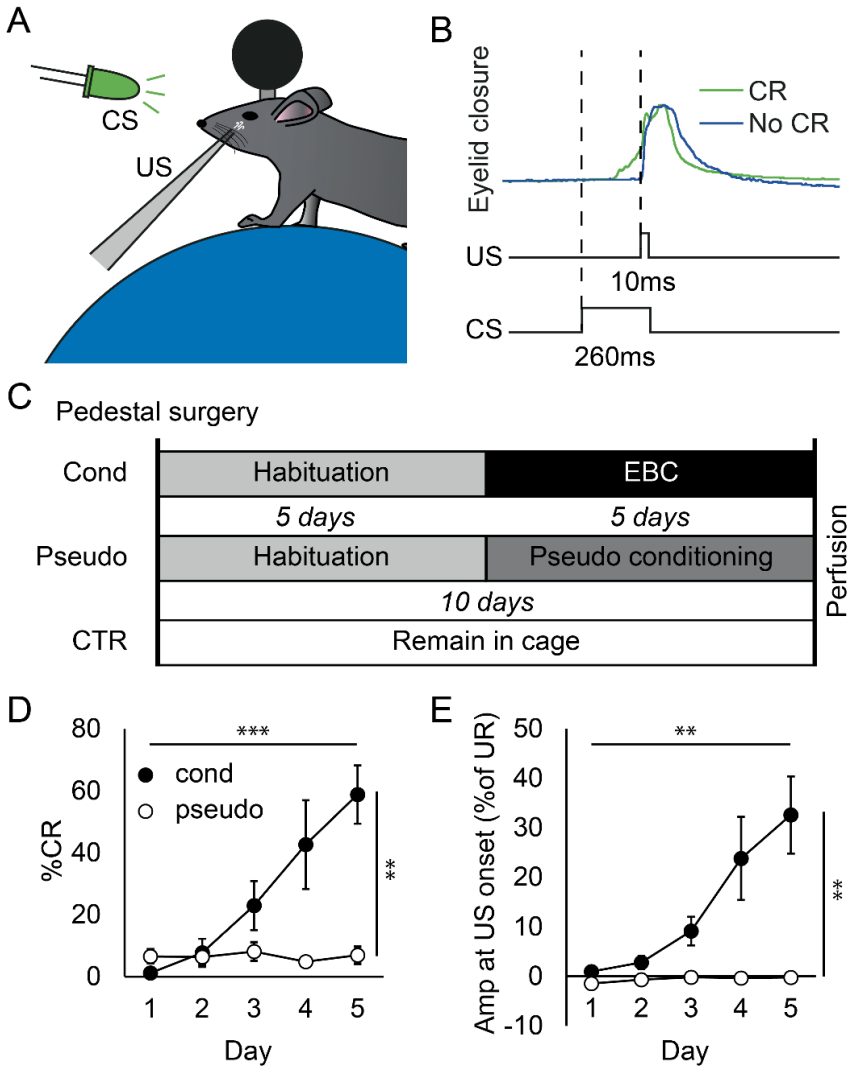 A
CS
US
B
Eyelid closure
CR
No CR
US
10ms
CS
260ms
C
Pedestal surgery
Cond
Habituation
EBC
5 days
5 days
Pseudo
Habituation
Pseudo conditioning
10 days
CTR
Remain in cage
Perfusion
D
%CR
80
60
40
20
0
***
cond
pseudo
**
1 2 3 4 5
Day
E
Amp at US onset (%of UR)
50
40
30
20
10
0
-10
**
**
1 2 3 4 5
Day